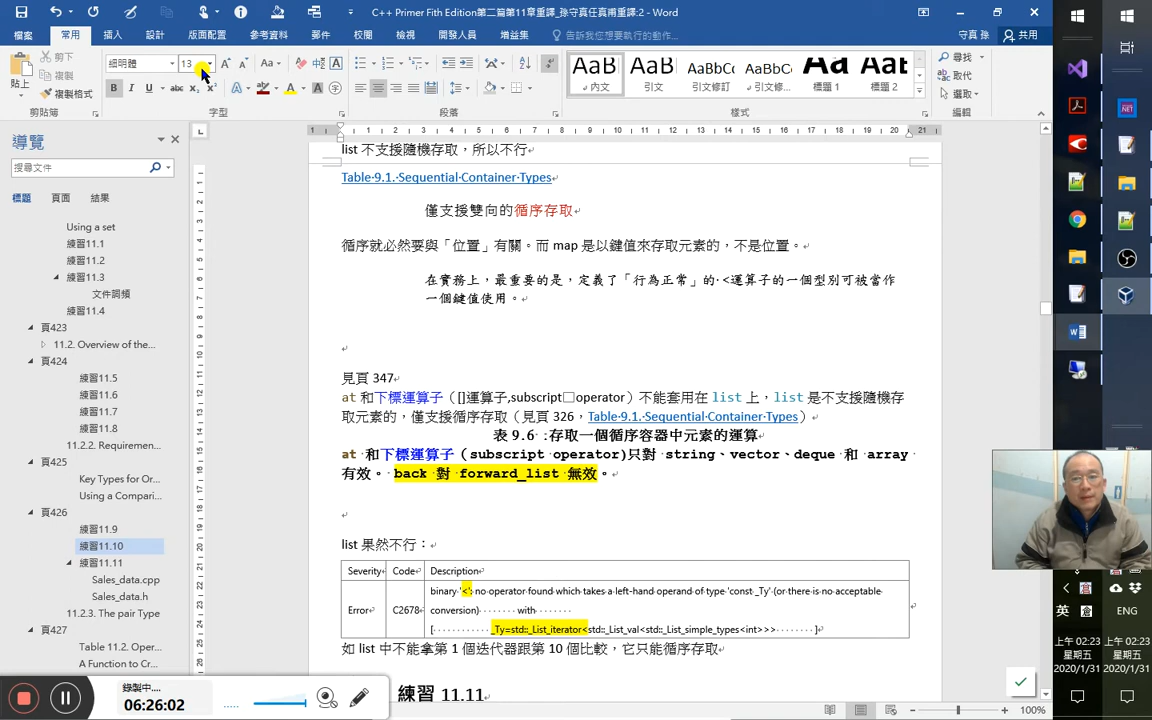 C++ Primer Fith Edition第二篇第11章重譯_孫守真任真甫重譯:2 - Word
檔案 常用 插入 設計 版面配置 參考資料 郵件 校閱 檢視 開發人員 增益集 告訴我您想要執行的動作... 守真 孫 共用
貼上 剪下 複製 複製格式 剪貼簿
細明體 13 字型
段落
AaBb 內文
AaBb 引文
AaBbCc 引文修訂
AaBbCc 引文修...
AaB 標題 1
AaBb 標題 2
樣式
尋找 取代 選取 編輯
導覽
搜尋文件
標題 頁面 結果
Using a set
練習11.1
練習11.2
練習11.3
文件詞頻
練習11.4
頁423
11.2. Overview of the...
頁424
練習11.5
練習11.6
練習11.7
練習11.8
11.2.2. Requiremen...
頁425
Key Types for Or...
Using a Compari...
頁426
練習11.9
練習11.10
練習11.11
Sales_data.cpp
Sales_data.h
11.2.3. The pair Type
頁427
Table 11.2. Oper...
A Function to Cr...
list 不支援隨機存取，所以不行
Table 9.1. Sequential Container Types
僅支援雙向的循序存取
循序就必然要與「位置」有關。而 map 是以鍵值來存取元素的，不是位置。
在實務上，最重要的是，定義了「行為正常」的 <運算子的一個型別可被當作
一個鍵值使用。
見頁 347
at 和下標運算子（[]運算子,subscript□operator）不能套用在 list 上，list 是不支援隨機存
取元素的，僅支援循序存取（見頁 326，Table 9.1. Sequential Container Types）
表 9.6 :存取一個循序容器中元素的運算
at 和下標運算子（subscript operator)只對 string、vector、deque 和 array
有效。 back 對 forward_list 無效。
list 果然不行：
Severity Code Description
Error C2678 binary '<': no operator found which takes a left-hand operand of type 'const _Ty' (or there is no acceptable
conversion) with
[ _Ty=std::_List_iterator<std::_List_val<std::_List_simple_types<int>>> ]
如 list 中不能拿第 1 個迭代器跟第 10 個比較，它只能循序存取
練習 11.11
錄製中...
06:26:02
100%
英 倉 ENG
上午 02:23 上午 02:23
星期五 星期五
2020/1/31 2020/1/31